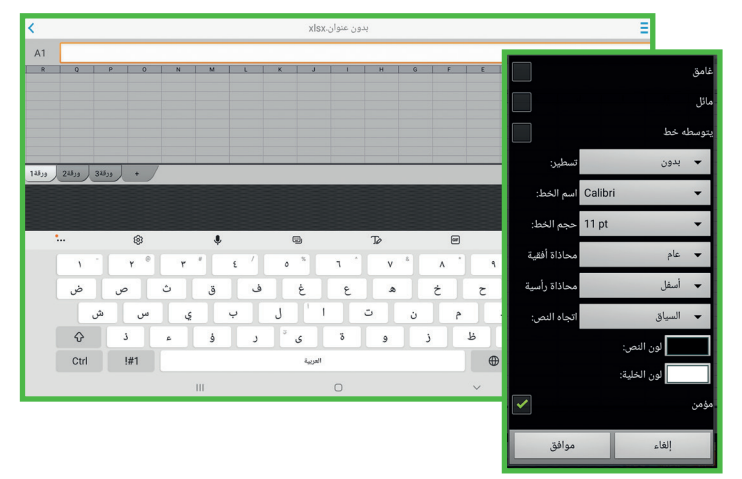 بدون عنوان.xlsx
A1
R Q P O N M L K J I H G F E
ورقة1 ورقة2 ورقة3 +
GIF
١ ٢ @ ٣ # ٤ / ٥ ^ ٦ ٧ & ٨ * ٩
ض ص ث ق ف غ ع ه خ ح
ش س ي ب ل ا ت ن م
ذ ء ؤ ر ى ة و ز ظ
Ctrl !#1 العربية
غامق
مائل
يتوسطه خط
تسطير: بدون
اسم الخط: Calibri
حجم الخط: 11 pt
محاذاة أفقية عام
محاذاة رأسية أسفل
اتجاه النص: السياق
لون النص:
لون الخلية:
مؤمن
إلغاء موافق